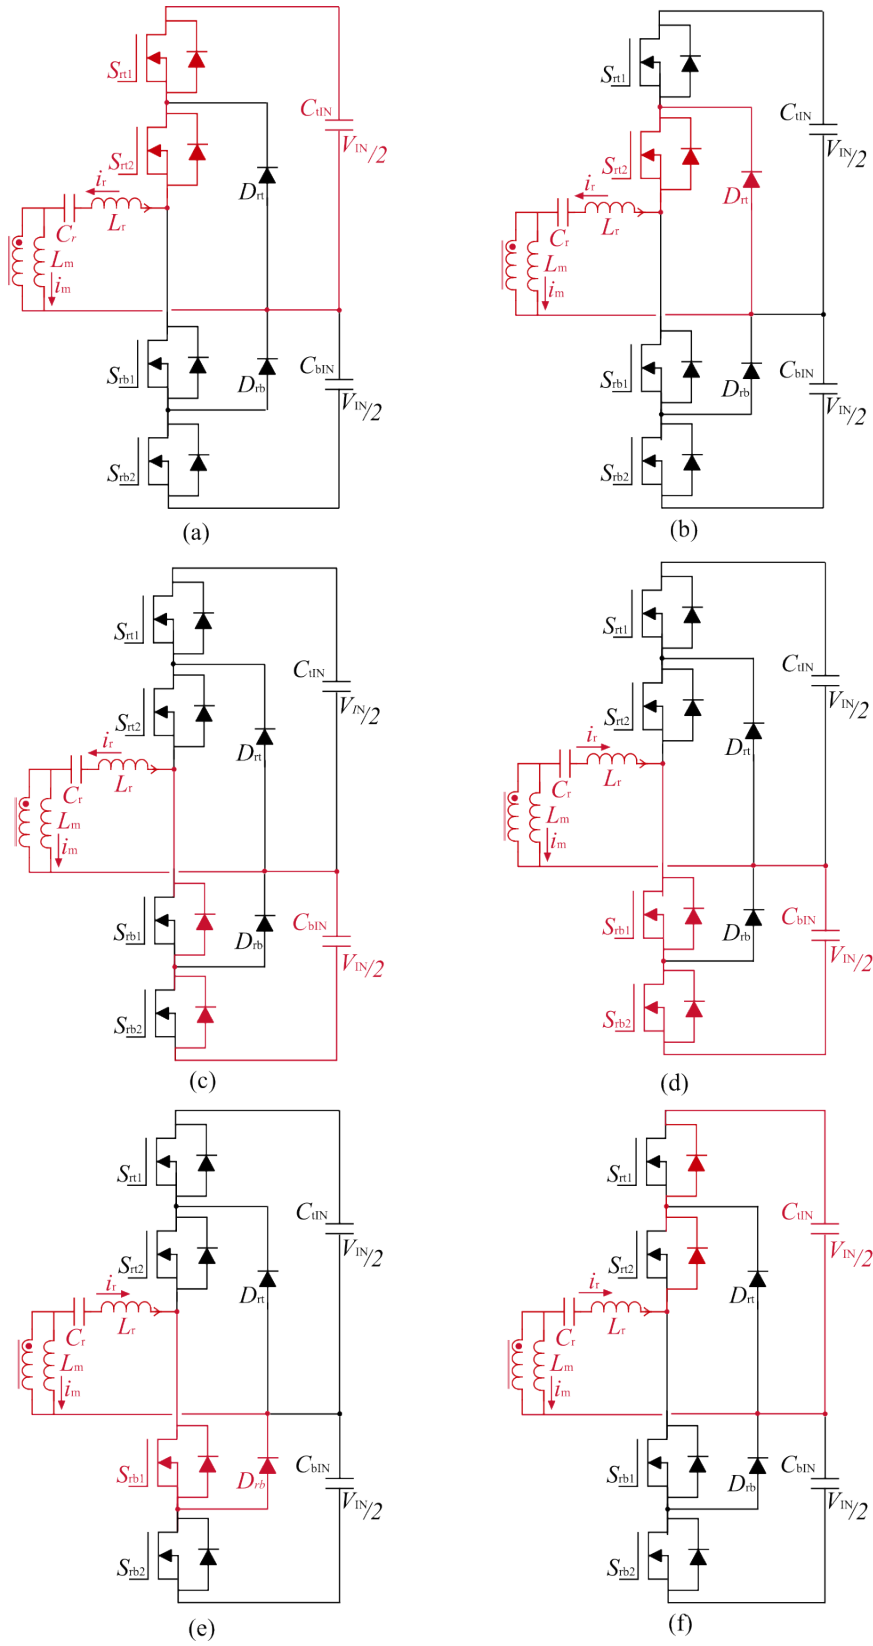 Srt1
CtIN
VIN/2
Srt2
Drt
ir
Cr
Lr
Lm
im
Srb1
Drb
CbIN
VIN/2
Srb2
(a)
Srt1
CtIN
VIN/2
Srt2
Drt
ir
Cr
Lr
Lm
im
Srb1
Drb
CbIN
VIN/2
Srb2
(b)
Srt1
CtIN
VIN/2
Srt2
Drt
ir
Cr
Lr
Lm
im
Srb1
Drb
CbIN
VIN/2
Srb2
(c)
Srt1
CtIN
VIN/2
Srt2
Drt
ir
Cr
Lr
Lm
im
Srb1
Drb
CbIN
VIN/2
Srb2
(d)
Srt1
CtIN
VIN/2
Srt2
Drt
ir
Cr
Lr
Lm
im
Srb1
Drb
CbIN
VIN/2
Srb2
(e)
Srt1
CtIN
VIN/2
Srt2
Drt
ir
Cr
Lr
Lm
im
Srb1
Drb
CbIN
VIN/2
Srb2
(f)